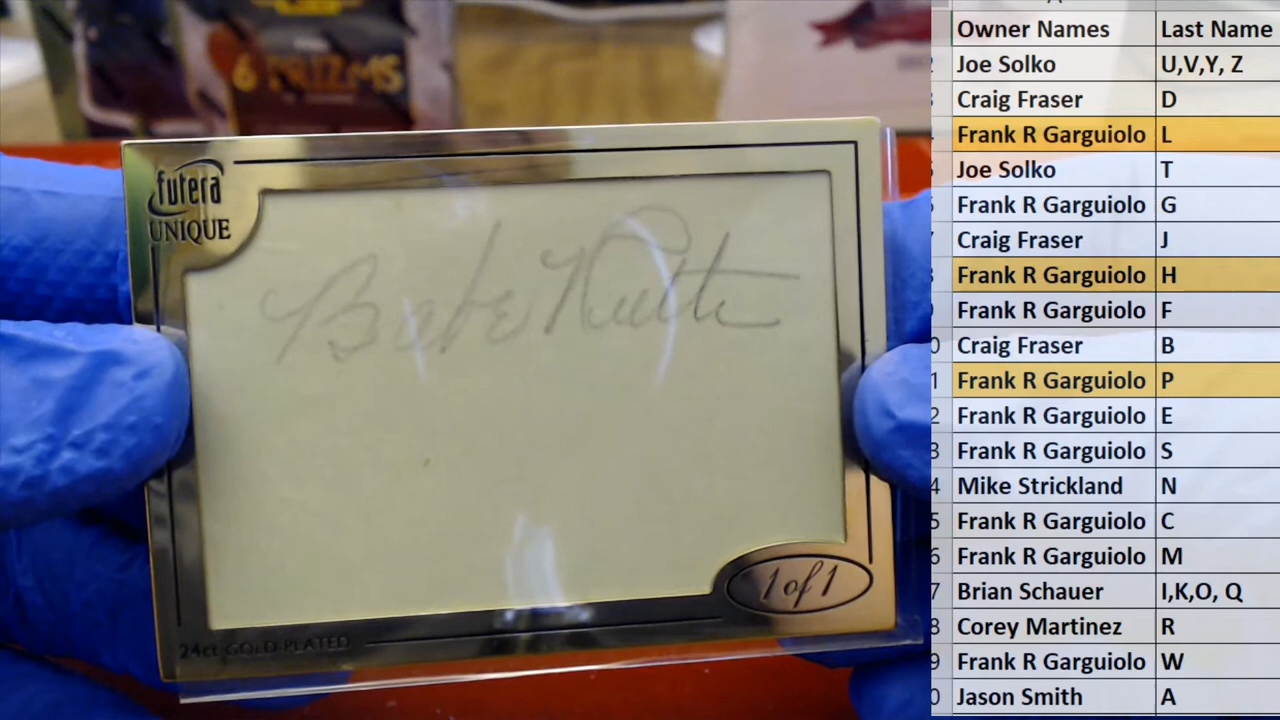 6 PRIZMS
futera
UNIQUE
Babe Ruth
1 of 1
24ct GOLD PLATED
Owner Names Last Name
Joe Solko U,V,Y, Z
Craig Fraser D
Frank R Garguiolo L
Joe Solko T
Frank R Garguiolo G
Craig Fraser J
Frank R Garguiolo H
Frank R Garguiolo F
Craig Fraser B
Frank R Garguiolo P
Frank R Garguiolo E
Frank R Garguiolo S
Mike Strickland N
Frank R Garguiolo C
Frank R Garguiolo M
Brian Schauer I,K,O, Q
Corey Martinez R
Frank R Garguiolo W
Jason Smith A